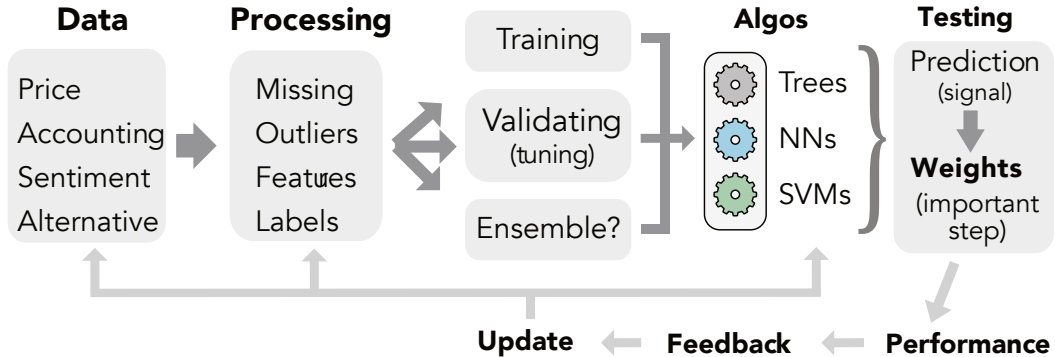 Data
Price
Accounting
Sentiment
Alternative
Processing
Missing
Outliers
Features
Labels
Training
Validating
(tuning)
Ensemble?
Algos
Trees
NNs
SVMs
Testing
Prediction
(signal)
Weights
(important
step)
Update
Feedback
Performance